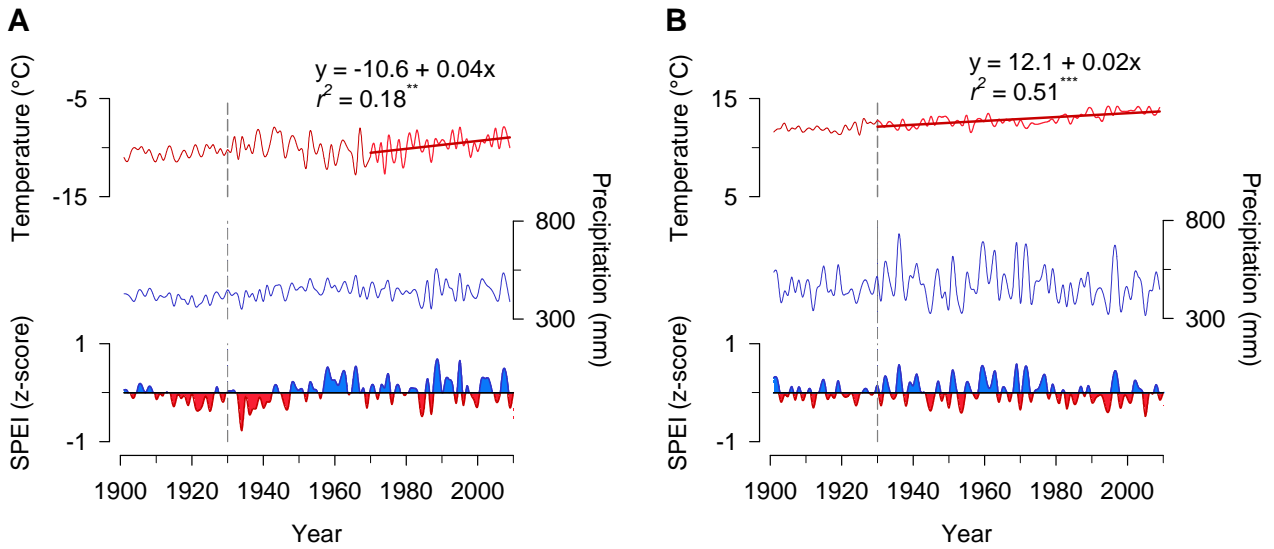 A
y = -10.6 + 0.04x
r² = 0.18**
Temperature (°C)
-5
-15
Precipitation (mm)
800
300
SPEI (z-score)
1
-1
1900 1920 1940 1960 1980 2000
Year
B
y = 12.1 + 0.02x
r² = 0.51***
Temperature (°C)
15
5
Precipitation (mm)
800
300
SPEI (z-score)
1
-1
1900 1920 1940 1960 1980 2000
Year